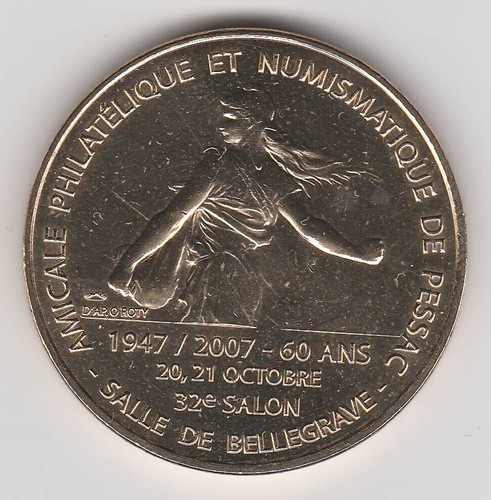 AMICALE PHILATÉLIQUE ET NUMISMATIQUE DE PESSAC
D'AP. O ROTY
1947 / 2007 - 60 ANS
20, 21 OCTOBRE
32e SALON
- SALLE DE BELLEGRAVE -